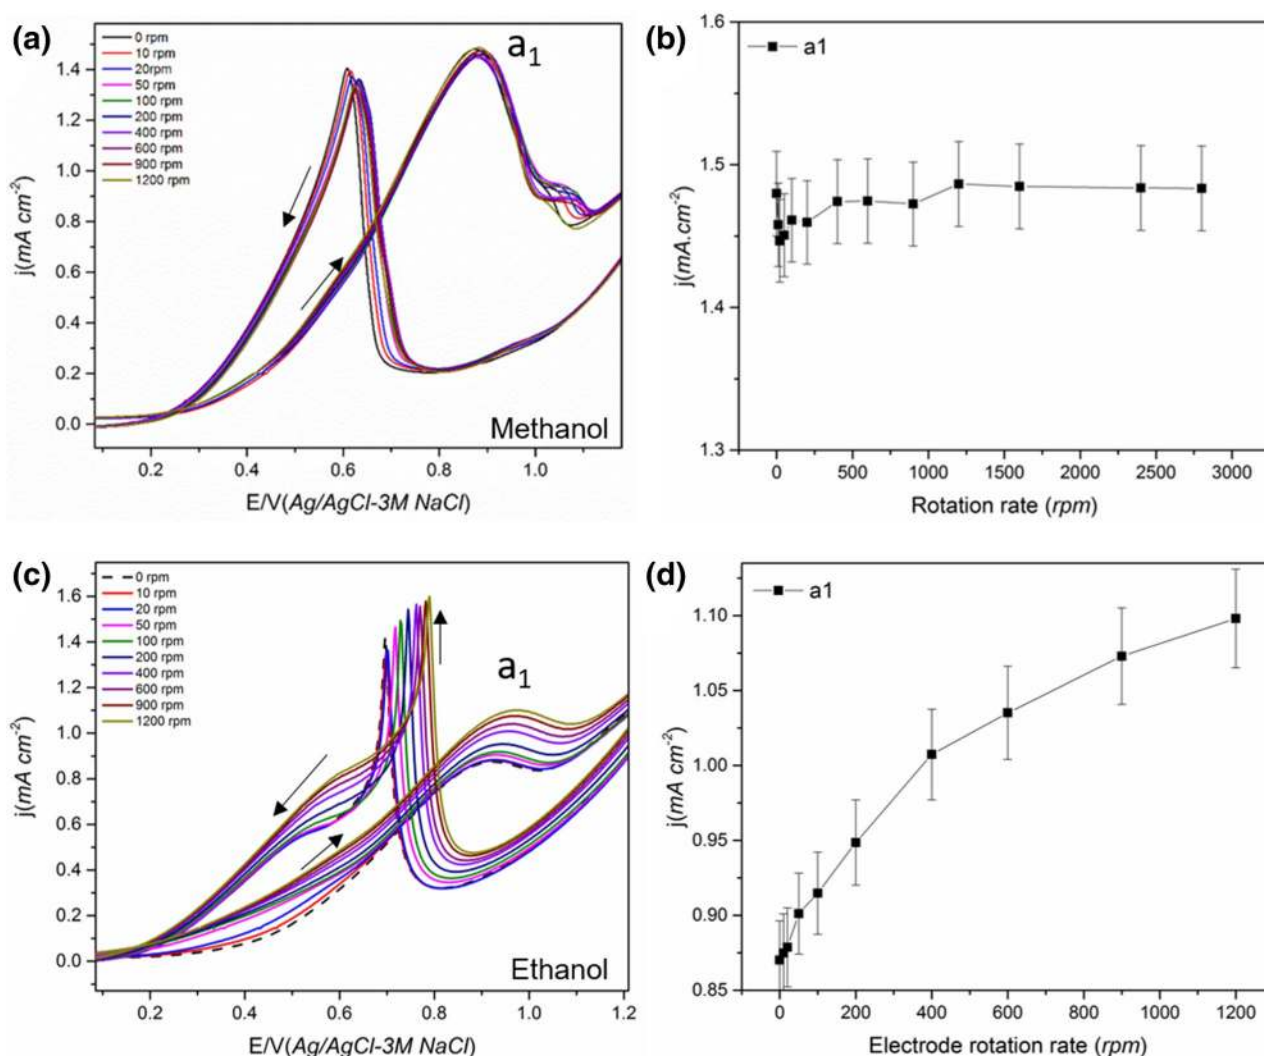 (a)
0 rpm
10 rpm
20rpm
50 rpm
100 rpm
200 rpm
400 rpm
600 rpm
900 rpm
1200 rpm
a1
1.4
1.2
1.0
0.8
0.6
0.4
0.2
0.0
j(mA cm-2)
Methanol
0.2 0.4 0.6 0.8 1.0
E/V(Ag/AgCl-3M NaCl)
(b)
a1
1.6
1.5
1.4
1.3
j(mA.cm-2)
0 500 1000 1500 2000 2500 3000
Rotation rate (rpm)
(c)
0 rpm
10 rpm
20 rpm
50 rpm
100 rpm
200 rpm
400 rpm
600 rpm
900 rpm
1200 rpm
a1
1.6
1.4
1.2
1.0
0.8
0.6
0.4
0.2
0.0
j(mA cm-2)
Ethanol
0.2 0.4 0.6 0.8 1.0 1.2
E/V(Ag/AgCl-3M NaCl)
(d)
a1
1.10
1.05
1.00
0.95
0.90
0.85
j(mA cm-2)
0 200 400 600 800 1000 1200
Electrode rotation rate (rpm)